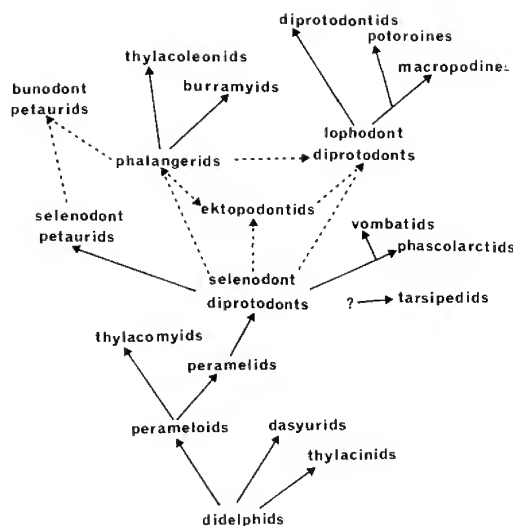 diprotodontids
potoroines
thylacoleonids
macropodines
burramyids
bunodont
petaurids
lophodont
diprotodonts
phalangerids
ektopodontids
selenodont
petaurids
vombatids
phascolarctids
selenodont
diprotodonts
? tarsipedids
thylacomyids
peramelids
perameloids
dasyurids
thylacinids
didelphids